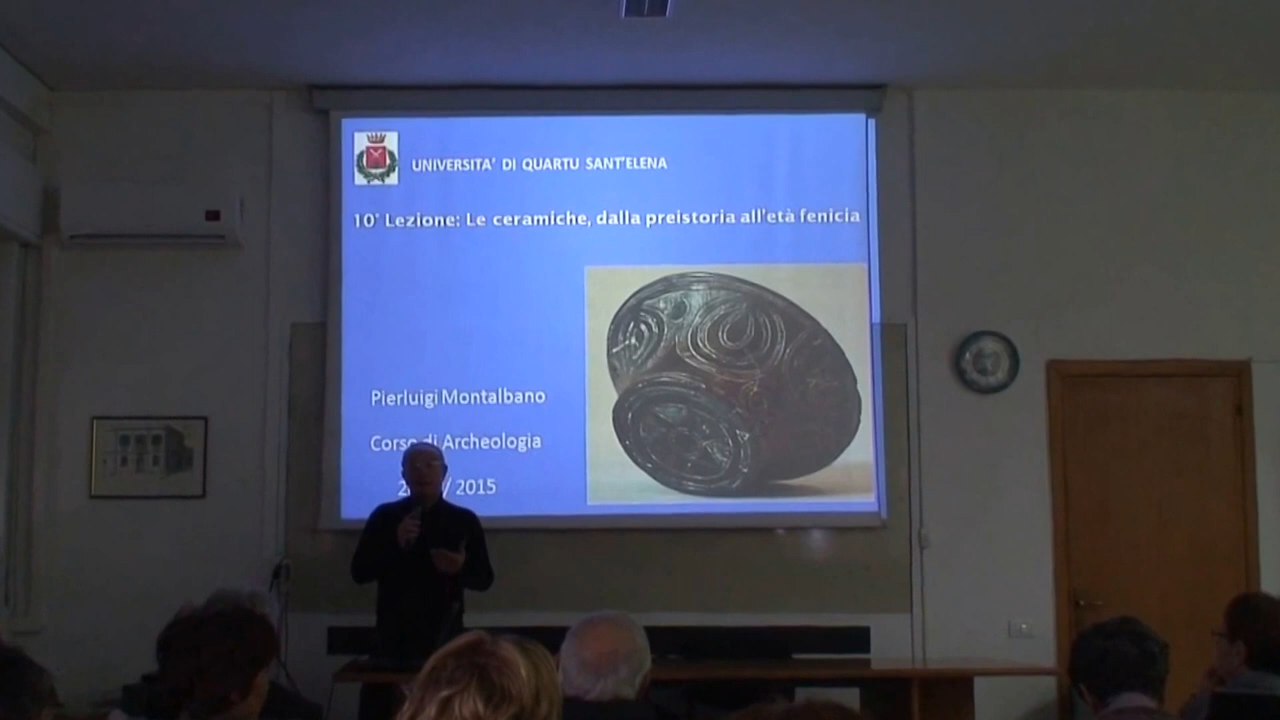 UNIVERSITA' DI QUARTU SANT'ELENA
10° Lezione: Le ceramiche, dalla preistoria all'età fenicia
Pierluigi Montalbano
Corso di Archeologia
/ 2015